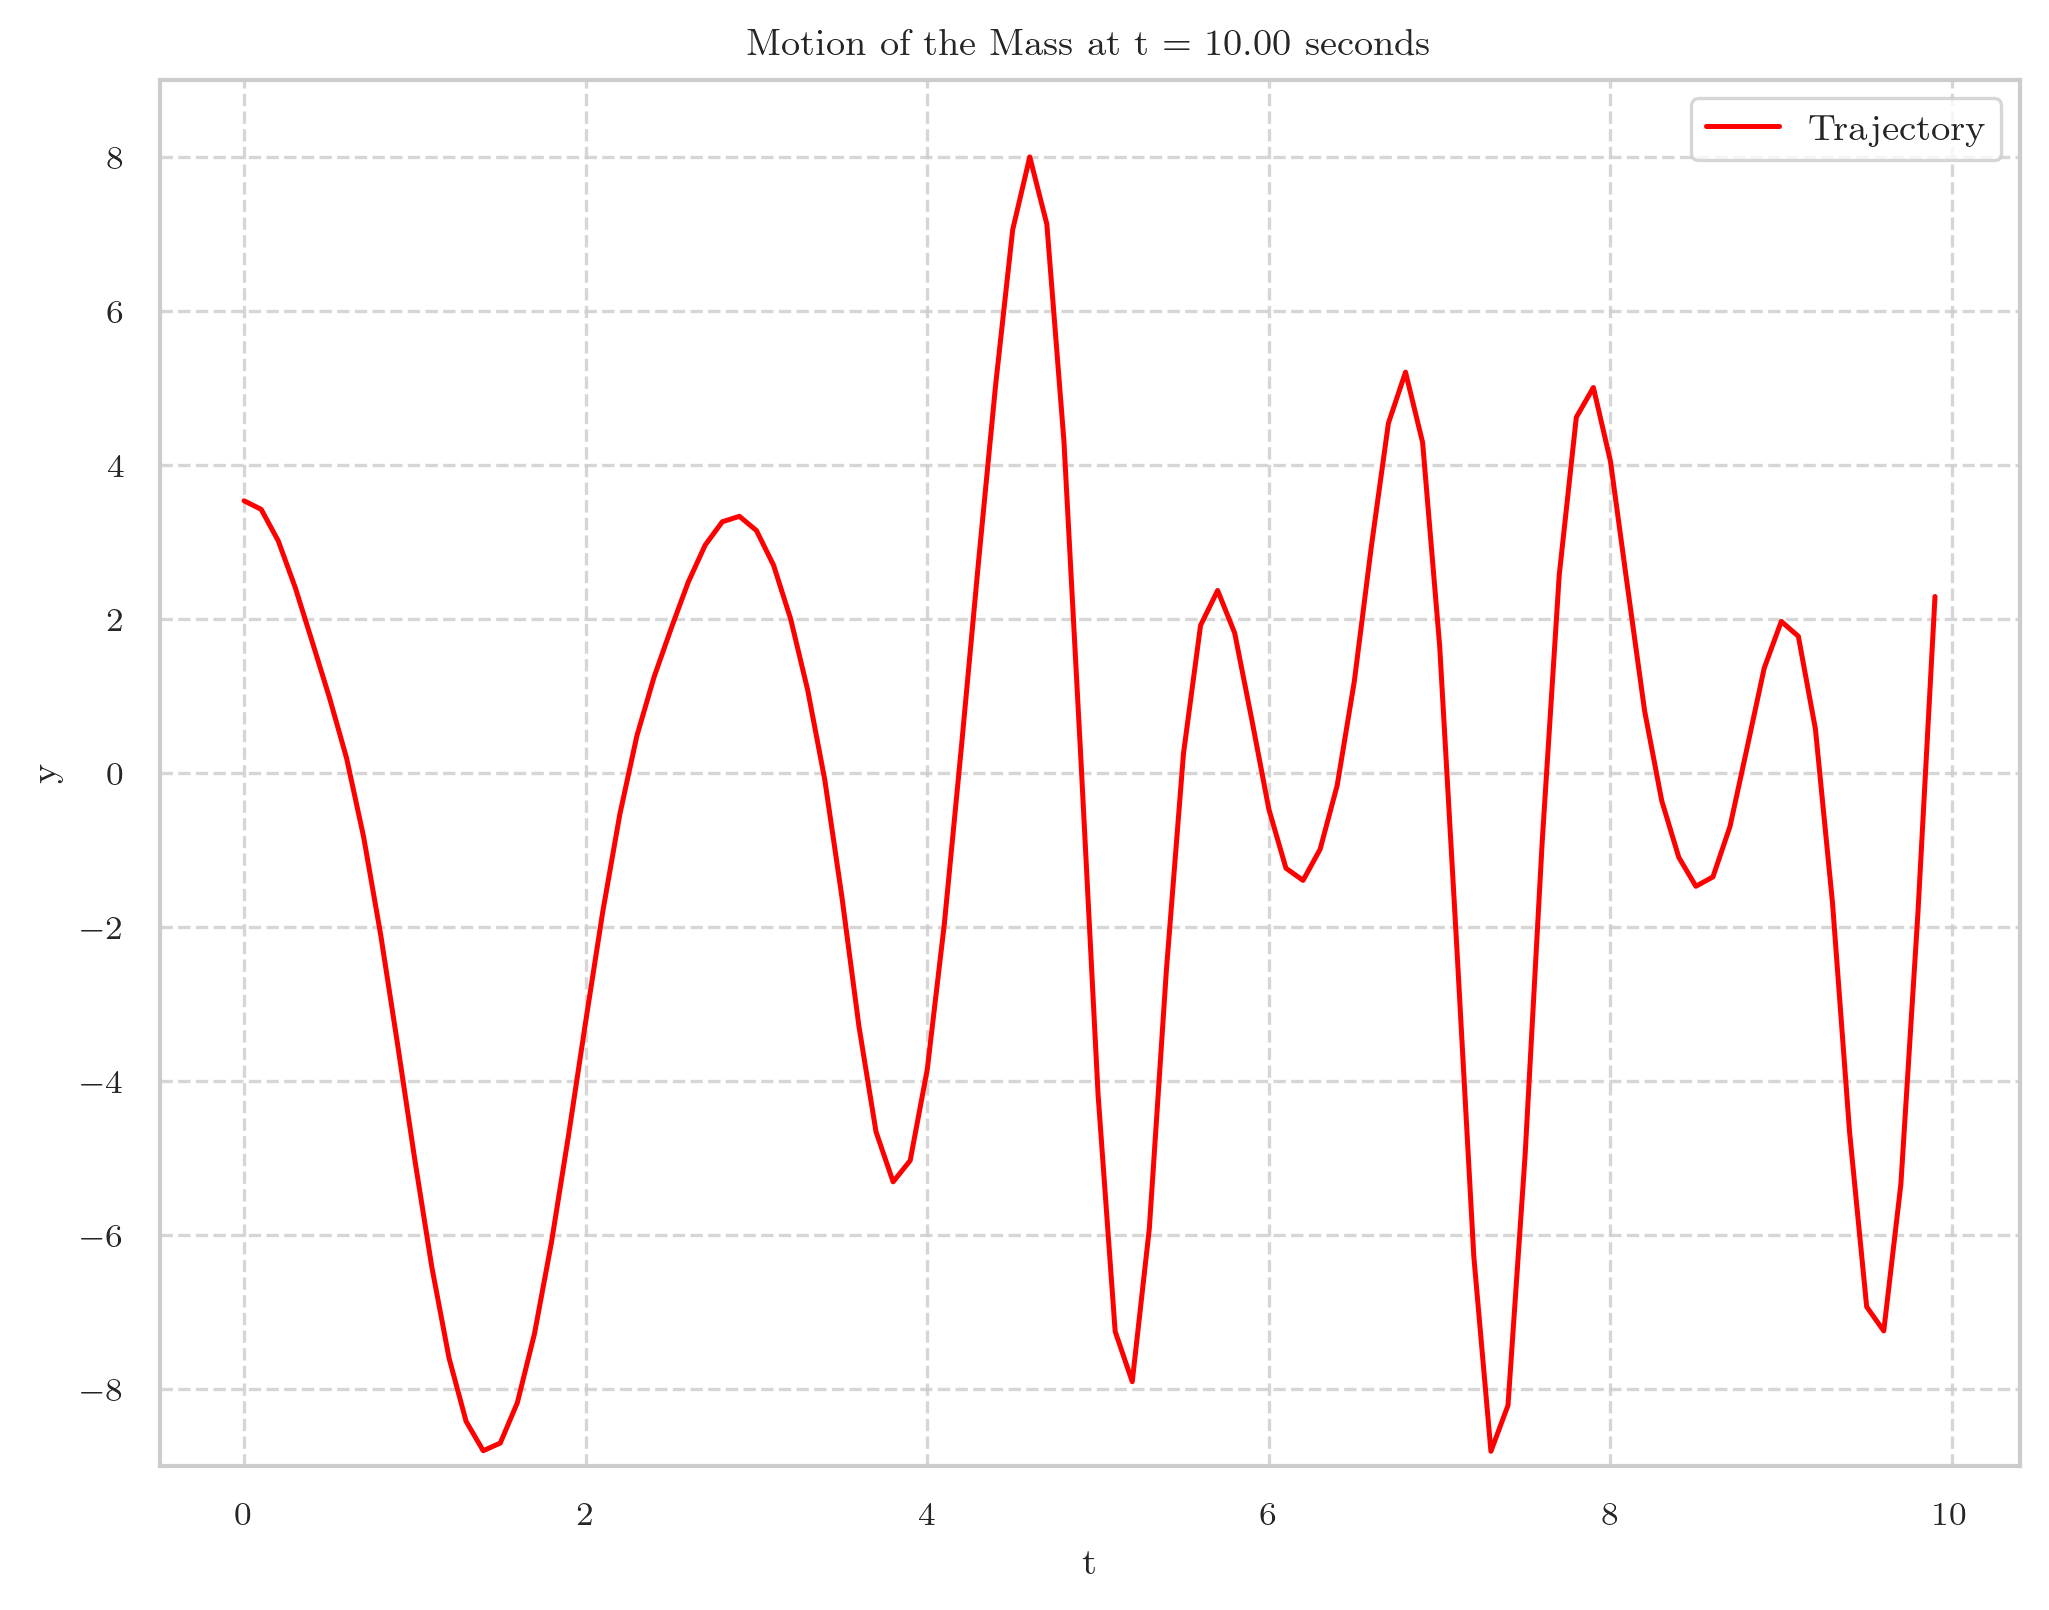 Motion of the Mass at t = 10.00 seconds
Trajectory
8
6
4
2
0
−2
−4
−6
−8
y
0 2 4 6 8 10
t